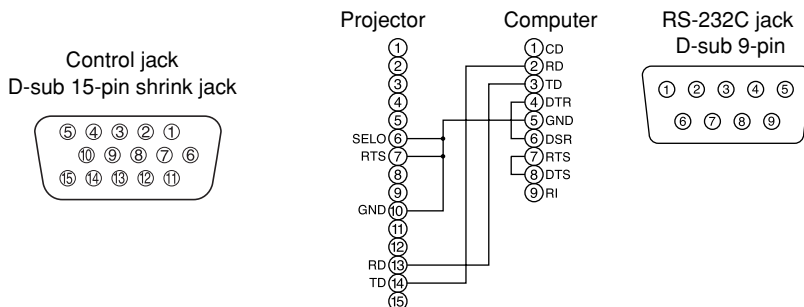 Control jack
D-sub 15-pin shrink jack
⑤ ④ ③ ② ①
⑩ ⑨ ⑧ ⑦ ⑥
⑮ ⑭ ⑬ ⑫ ⑪
Projector
①
②
③
④
⑤
SELO ⑥
RTS ⑦
⑧
⑨
GND ⑩
⑪
⑫
RD ⑬
TD ⑭
⑮
Computer
① CD
② RD
③ TD
④ DTR
⑤ GND
⑥ DSR
⑦ RTS
⑧ DTS
⑨ RI
RS-232C jack
D-sub 9-pin
① ② ③ ④ ⑤
⑥ ⑦ ⑧ ⑨